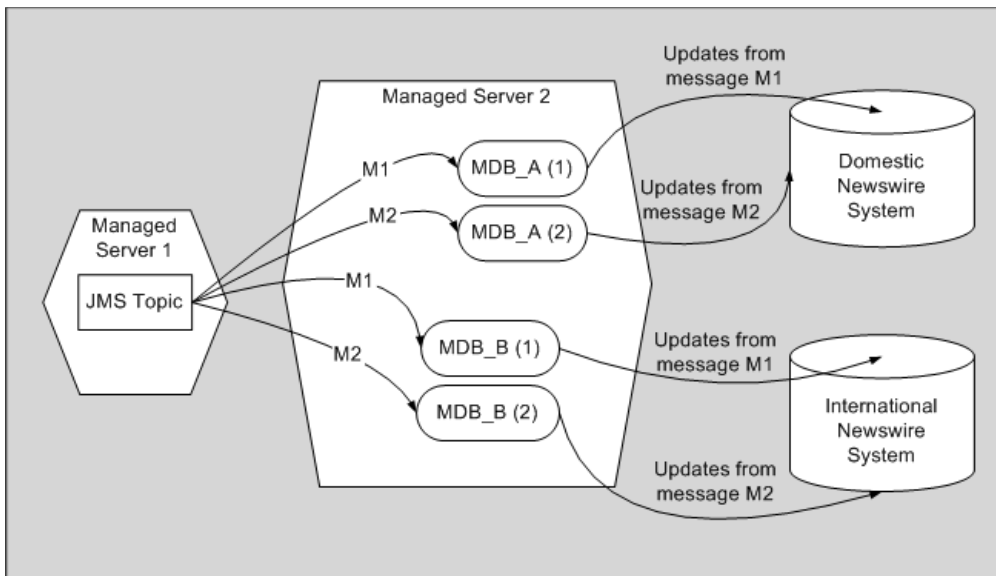 Managed
Server 1
JMS Topic
Managed Server 2
M1
MDB_A (1)
M2
MDB_A (2)
M1
MDB_B (1)
M2
MDB_B (2)
Updates from
message M1
Updates from
message M2
Domestic
Newswire
System
Updates from
message M1
Updates from
message M2
International
Newswire
System